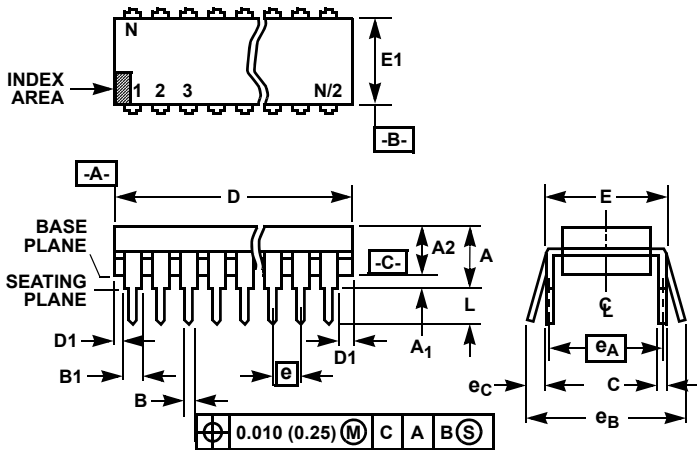 N
E1
INDEX
AREA
1 2 3 N/2
-B-
-A-
D
E
BASE
PLANE
A2
A
-C-
SEATING
PLANE
L
CL
D1
A1
D1
eA
B1
e
eC
C
B
eB
0.010 (0.25) M C A B S